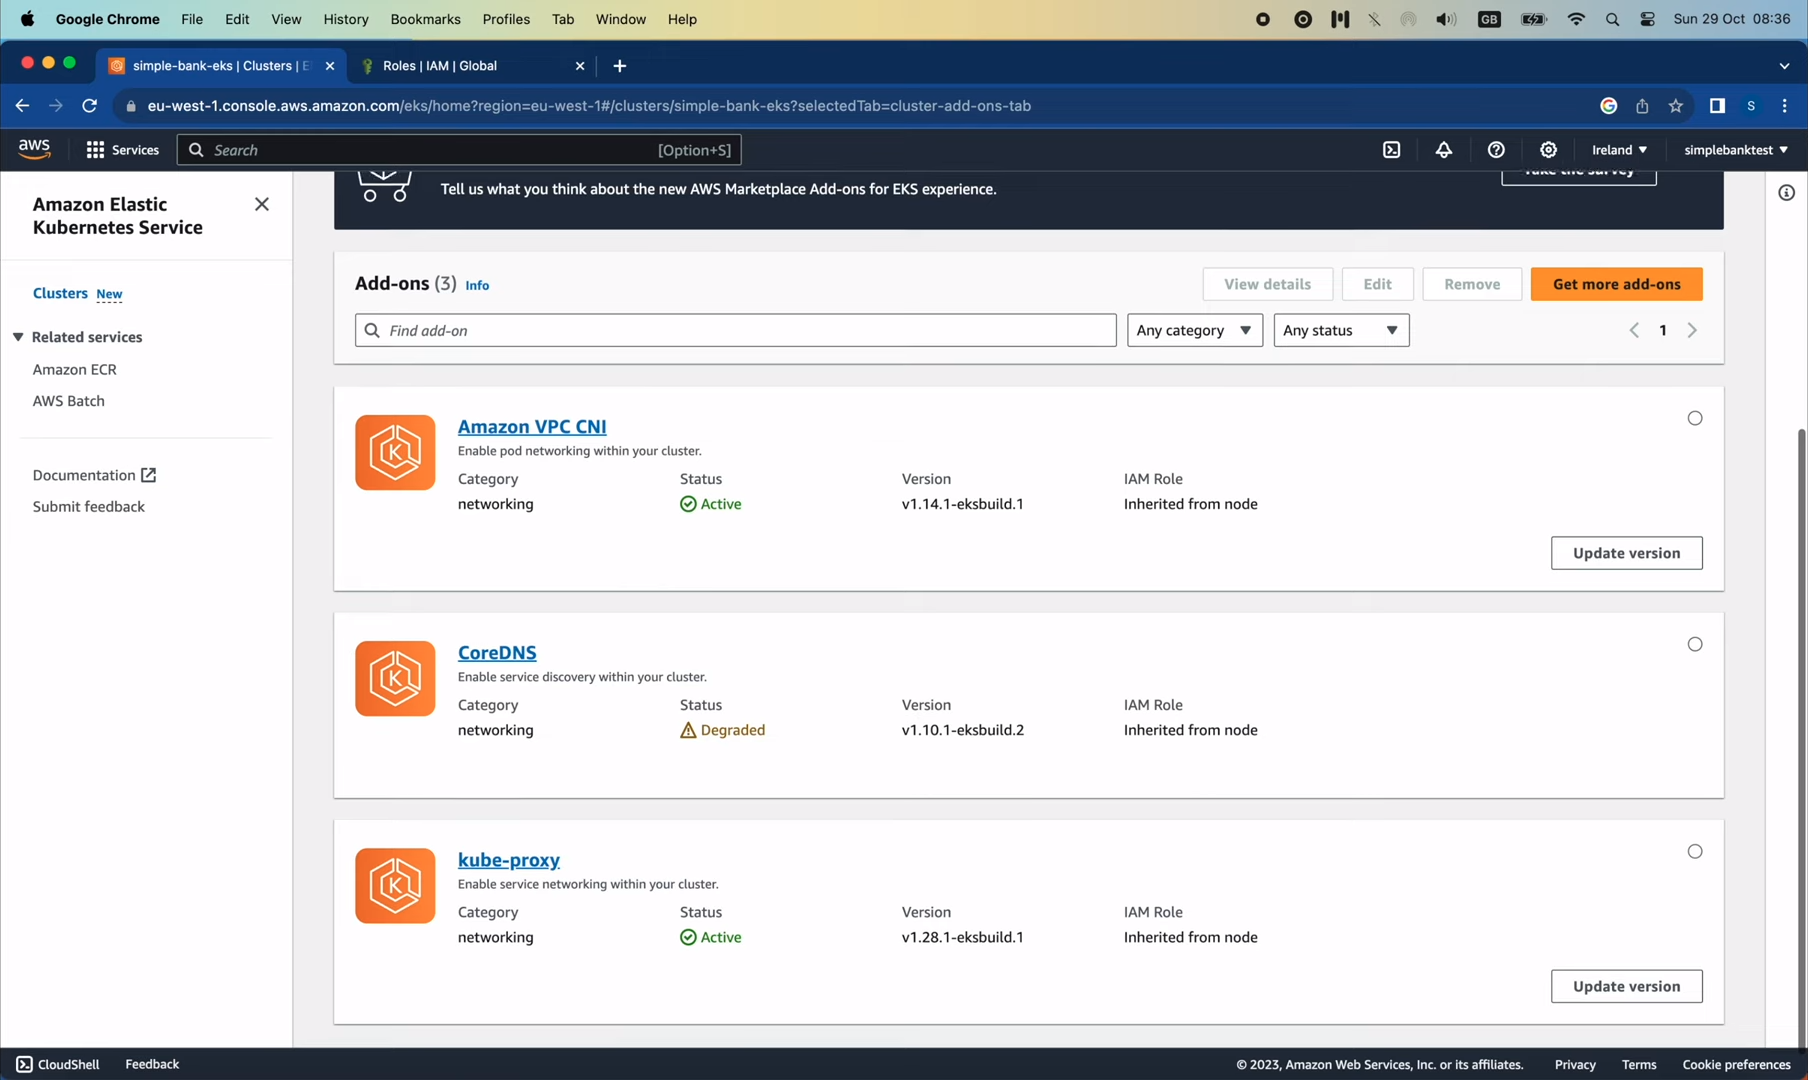 Google Chrome File Edit View History Bookmarks Profiles Tab Window Help GB Sun 29 Oct 08:36
simple-bank-eks | Clusters | E Roles | IAM | Global
eu-west-1.console.aws.amazon.com/eks/home?region=eu-west-1#/clusters/simple-bank-eks?selectedTab=cluster-add-ons-tab S
aws Services Search [Option+S] Ireland simplebanktest
Amazon Elastic
Kubernetes Service
Clusters New
Related services
Amazon ECR
AWS Batch
Documentation
Submit feedback
Tell us what you think about the new AWS Marketplace Add-ons for EKS experience.
Take the survey
Add-ons (3) Info View details Edit Remove Get more add-ons
Find add-on Any category Any status 1
Amazon VPC CNI
Enable pod networking within your cluster.
Category Status Version IAM Role
networking Active v1.14.1-eksbuild.1 Inherited from node
Update version
CoreDNS
Enable service discovery within your cluster.
Category Status Version IAM Role
networking Degraded v1.10.1-eksbuild.2 Inherited from node
kube-proxy
Enable service networking within your cluster.
Category Status Version IAM Role
networking Active v1.28.1-eksbuild.1 Inherited from node
Update version
CloudShell Feedback © 2023, Amazon Web Services, Inc. or its affiliates. Privacy Terms Cookie preferences